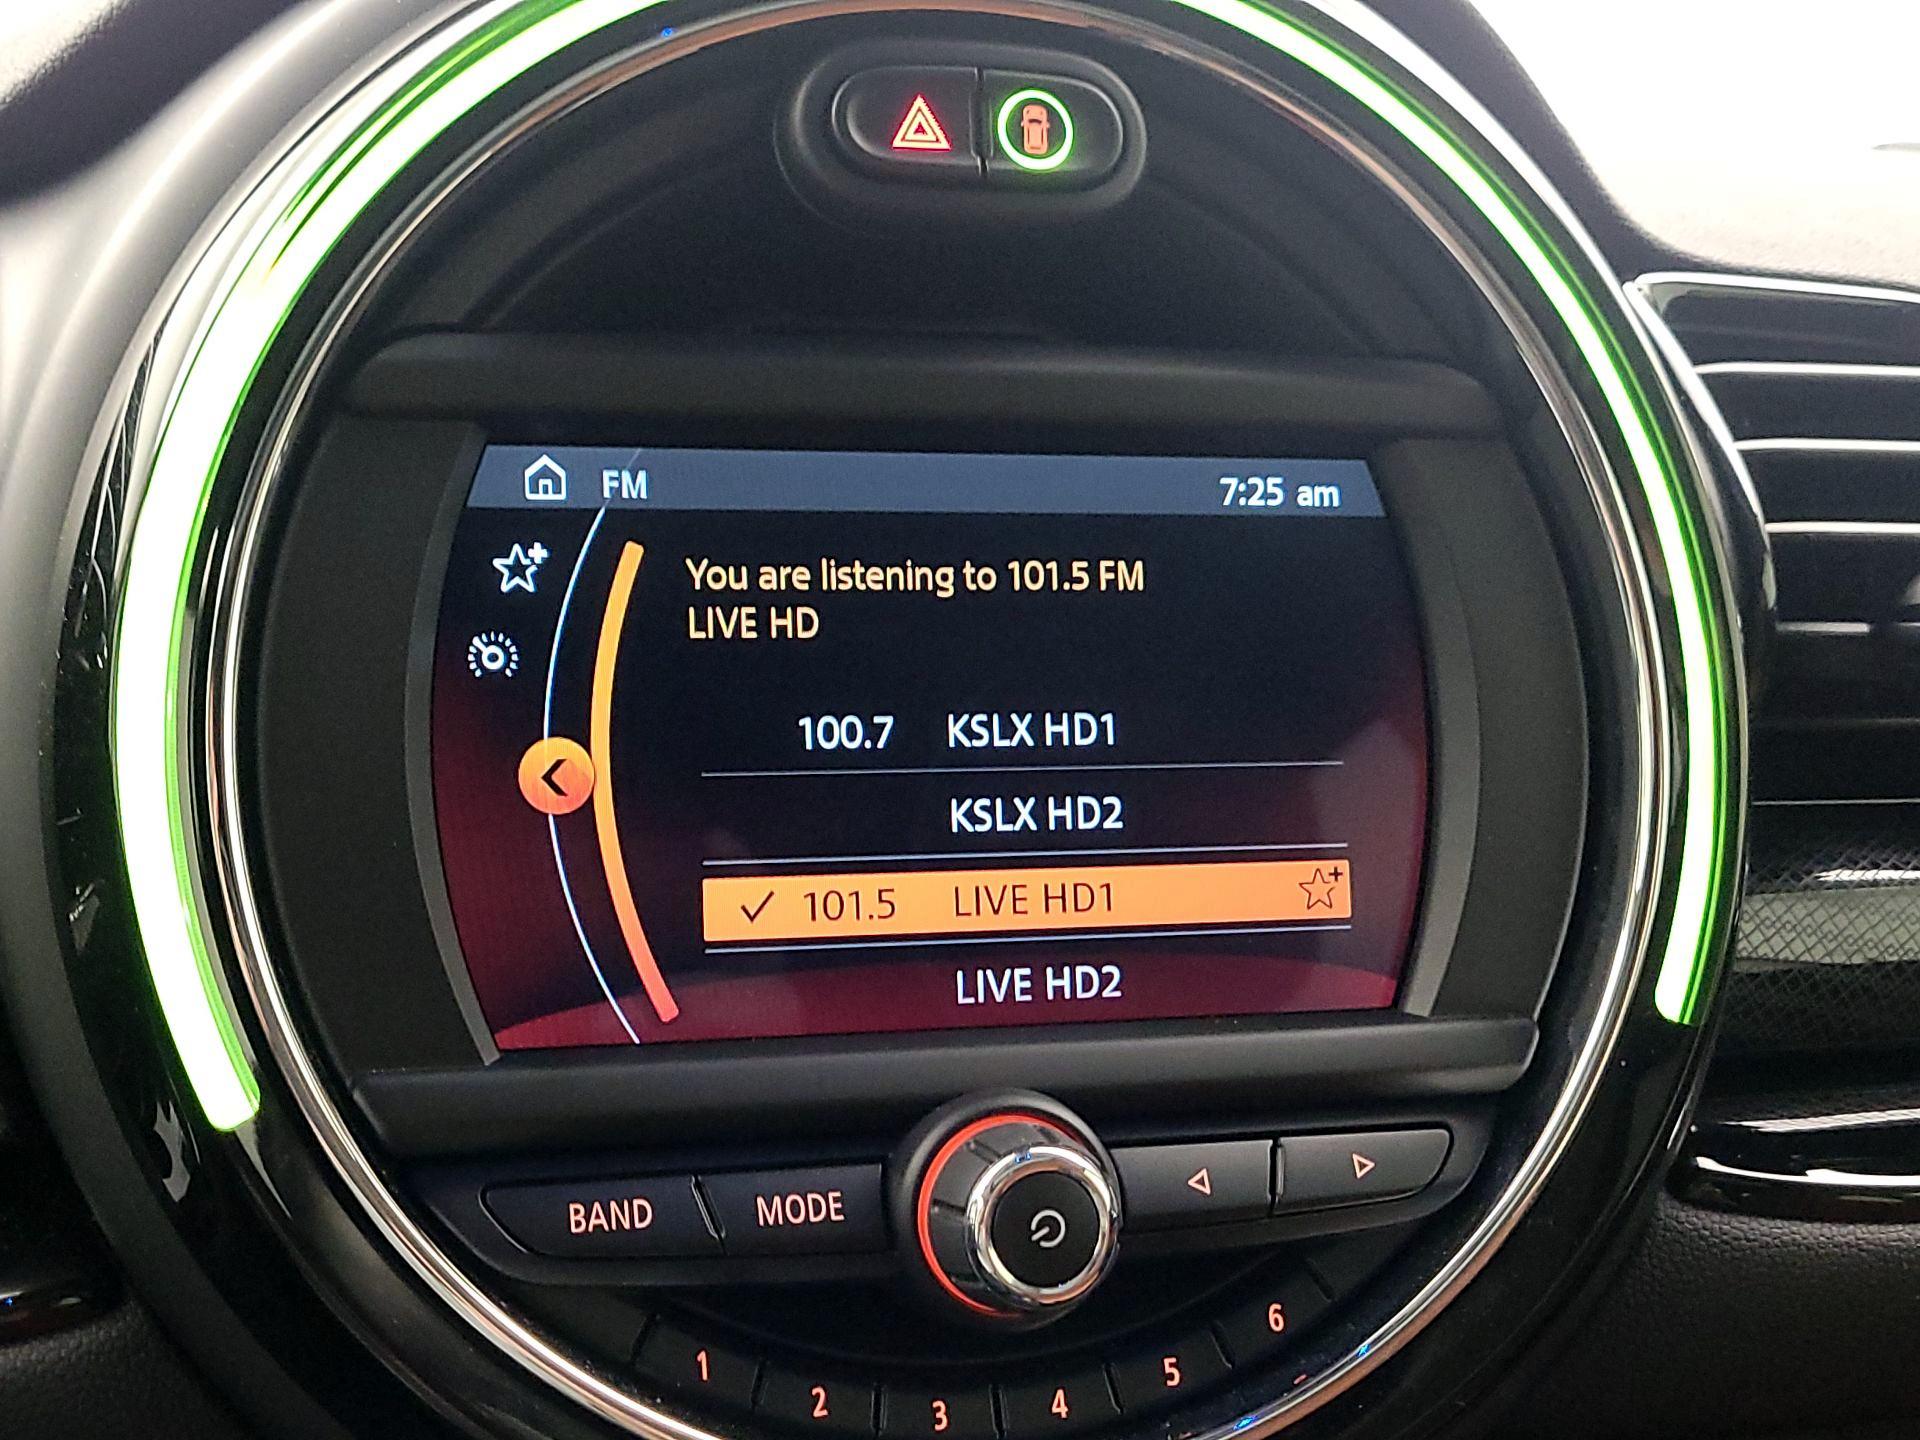 FM
7:25 am
You are listening to 101.5 FM
LIVE HD
100.7 KSLX HD1
KSLX HD2
101.5 LIVE HD1
LIVE HD2
BAND MODE
1 2 3 4 5 6